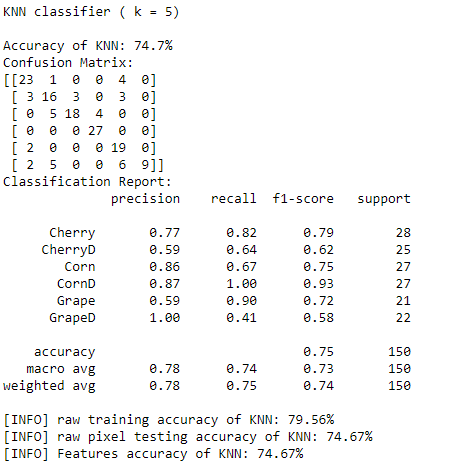 KNN classifier ( k = 5)
Accuracy of KNN: 74.7%
Confusion Matrix:
[[23  1  0  0  4  0]
 [ 3 16  3  0  3  0]
 [ 0  5 18  4  0  0]
 [ 0  0  0 27  0  0]
 [ 2  0  0  0 19  0]
 [ 2  5  0  0  6  9]]
Classification Report:
              precision    recall  f1-score   support
      Cherry       0.77      0.82      0.79        28
     CherryD       0.59      0.64      0.62        25
        Corn       0.86      0.67      0.75        27
       CornD       0.87      1.00      0.93        27
       Grape       0.59      0.90      0.72        21
      GrapeD       1.00      0.41      0.58        22
    accuracy                           0.75       150
   macro avg       0.78      0.74      0.73       150
weighted avg       0.78      0.75      0.74       150
[INFO] raw training accuracy of KNN: 79.56%
[INFO] raw pixel testing accuracy of KNN: 74.67%
[INFO] Features accuracy of KNN: 74.67%